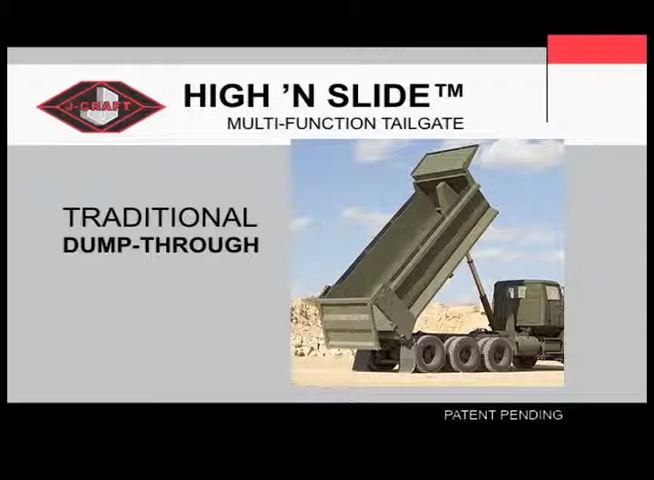 J-CRAFT
HIGH ’N SLIDE™
MULTI-FUNCTION TAILGATE
TRADITIONAL
DUMP-THROUGH
PATENT PENDING